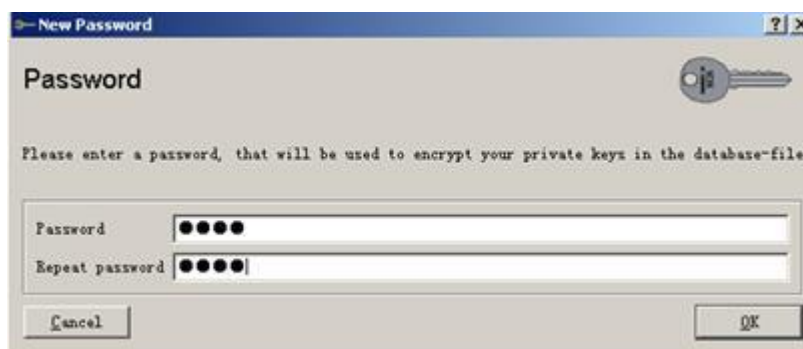 New Password
Password
Please enter a password, that will be used to encrypt your private keys in the database-file
Password ●●●●
Repeat password ●●●●
Cancel OK